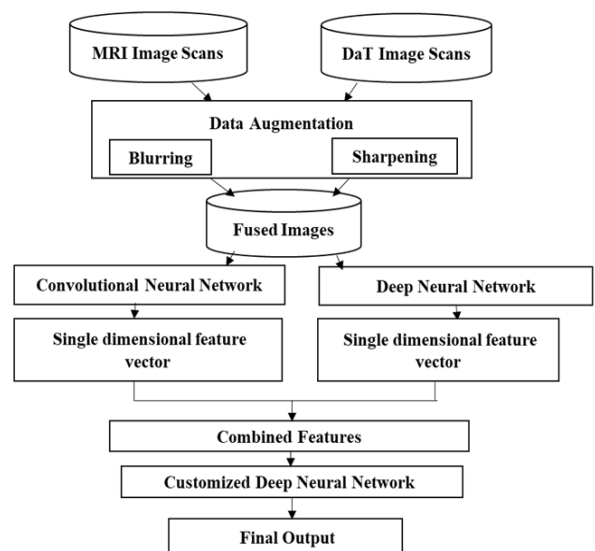 MRI Image Scans
DaT Image Scans
Data Augmentation
Blurring
Sharpening
Fused Images
Convolutional Neural Network
Deep Neural Network
Single dimensional feature
vector
Single dimensional feature
vector
Combined Features
Customized Deep Neural Network
Final Output